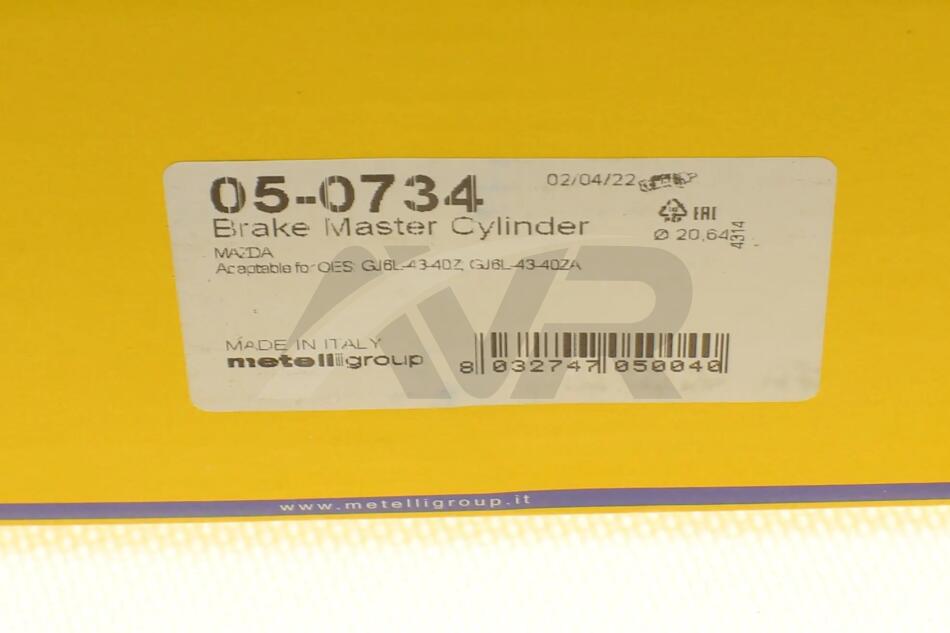 05-0734
02/04/22
Brake Master Cylinder
EAC
Ø 20,64
4314
MAZDA
Adaptable for OES: GJ6L-43-40Z, GJ6L-43-40ZA
AVR
MADE IN ITALY
metelligroup
8 032747 050040
www.metelligroup.it